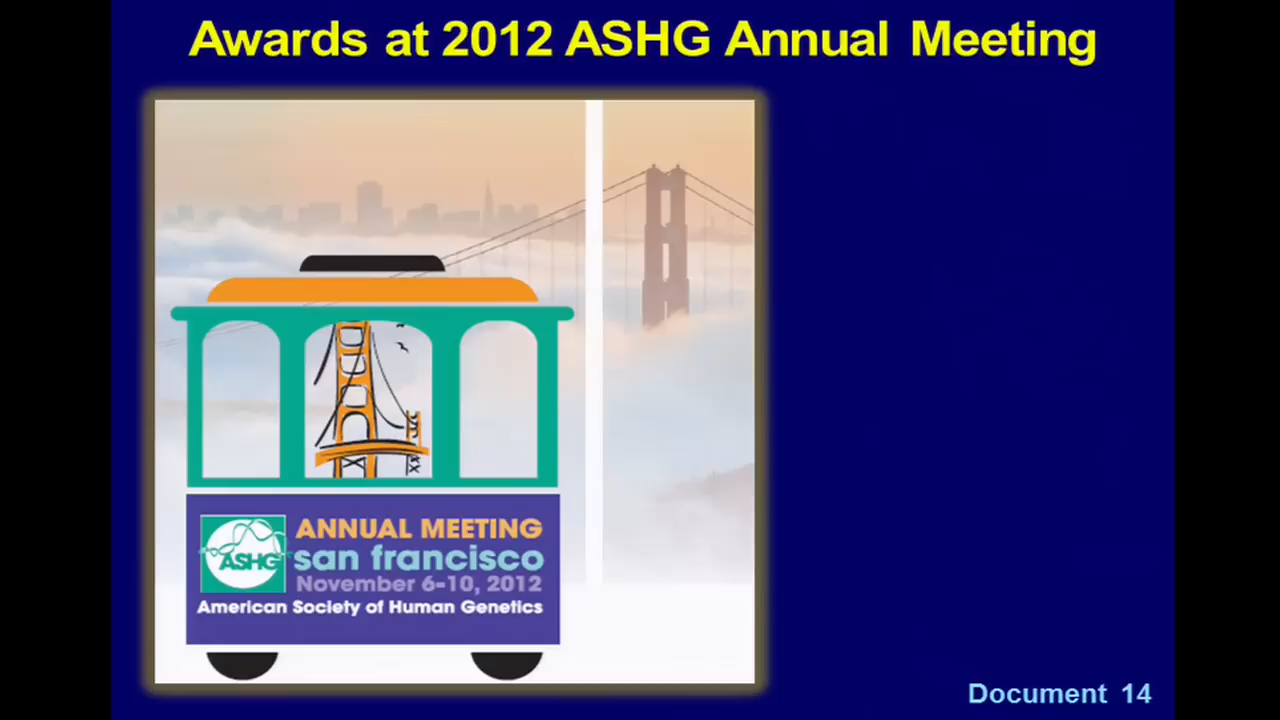 Awards at 2012 ASHG Annual Meeting
ASHG
ANNUAL MEETING
san francisco
November 6-10, 2012
American Society of Human Genetics
Document 14